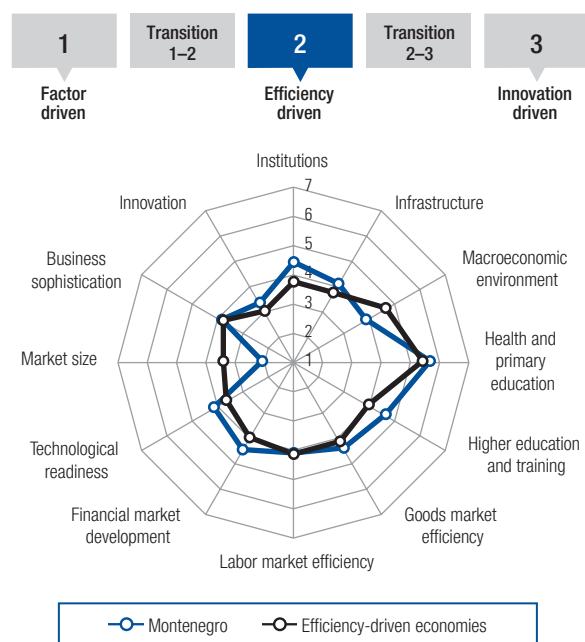 1
Transition
1–2
2
Transition
2–3
3
Factor
driven
Efficiency
driven
Innovation
driven
Institutions
Innovation
Infrastructure
Business
sophistication
Macroeconomic
environment
Market size
Health and
primary
education
Technological
readiness
Higher education
and training
Financial market
development
Goods market
efficiency
Labor market efficiency
7
6
5
4
3
2
1
Montenegro
Efficiency-driven economies